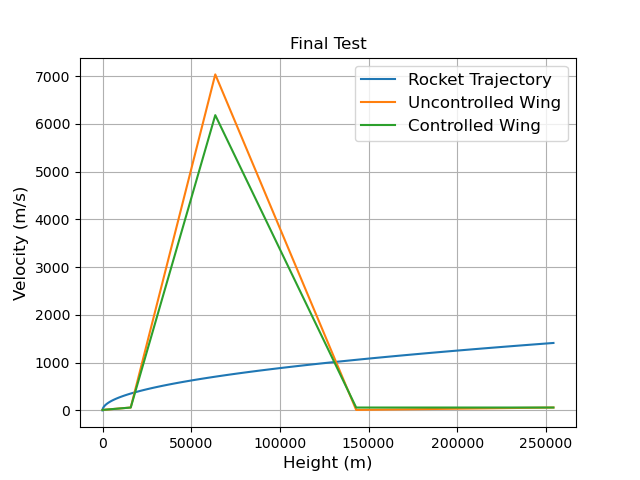 Final Test
Rocket Trajectory
Uncontrolled Wing
Controlled Wing
7000
6000
5000
4000
3000
2000
1000
0
Velocity (m/s)
0 50000 100000 150000 200000 250000
Height (m)